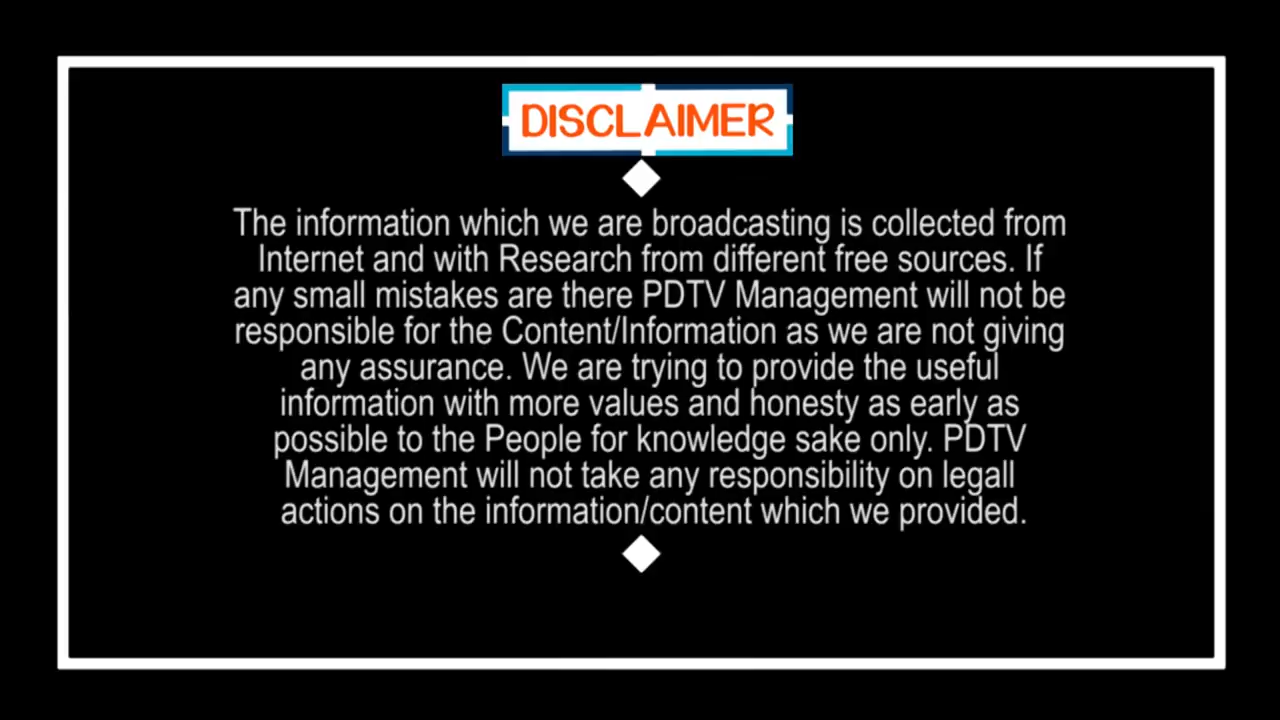 DISCLAIMER
The information which we are broadcasting is collected from
Internet and with Research from different free sources. If
any small mistakes are there PDTV Management will not be
responsible for the Content/Information as we are not giving
any assurance. We are trying to provide the useful
information with more values and honesty as early as
possible to the People for knowledge sake only. PDTV
Management will not take any responsibility on legall
actions on the information/content which we provided.